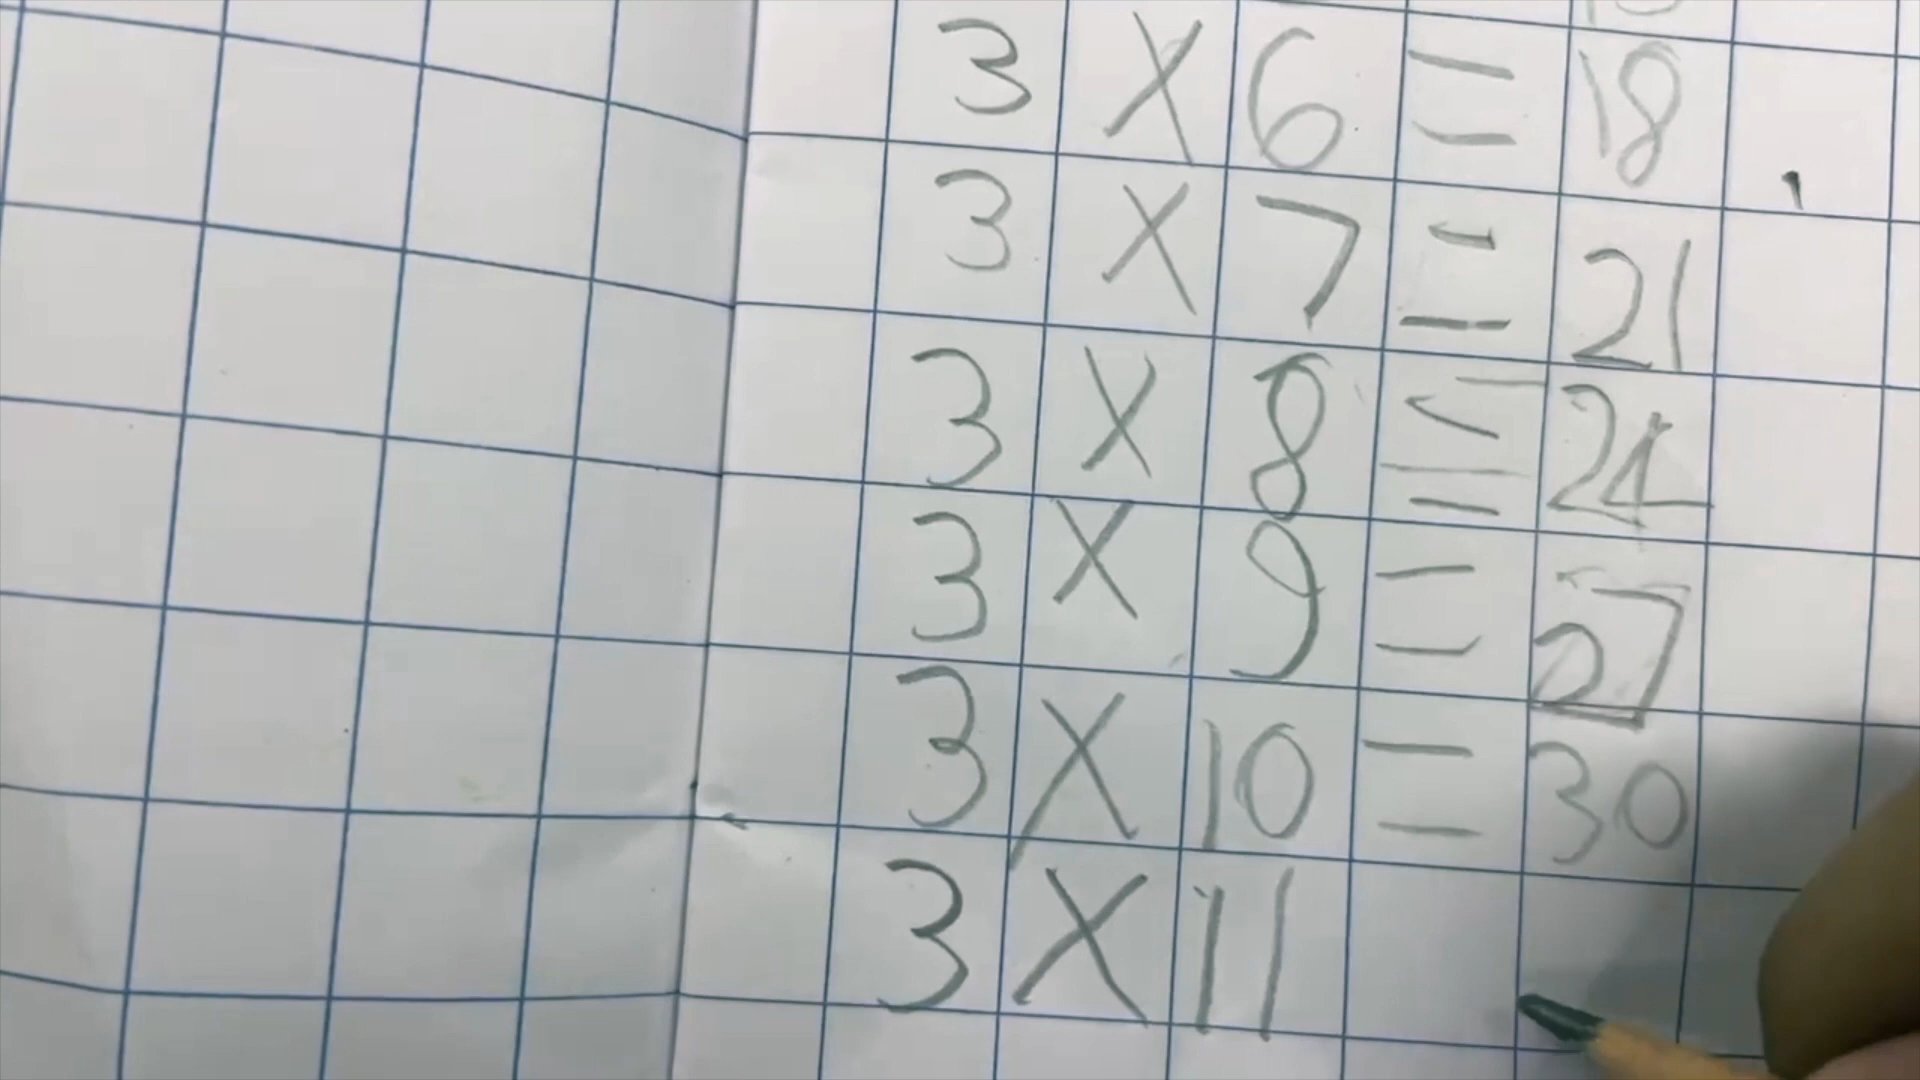 3 X 6 = 18
3 X 7 = 21
3 X 8 = 24
3 X 9 = 27
3 X 10 = 30
3 X 11